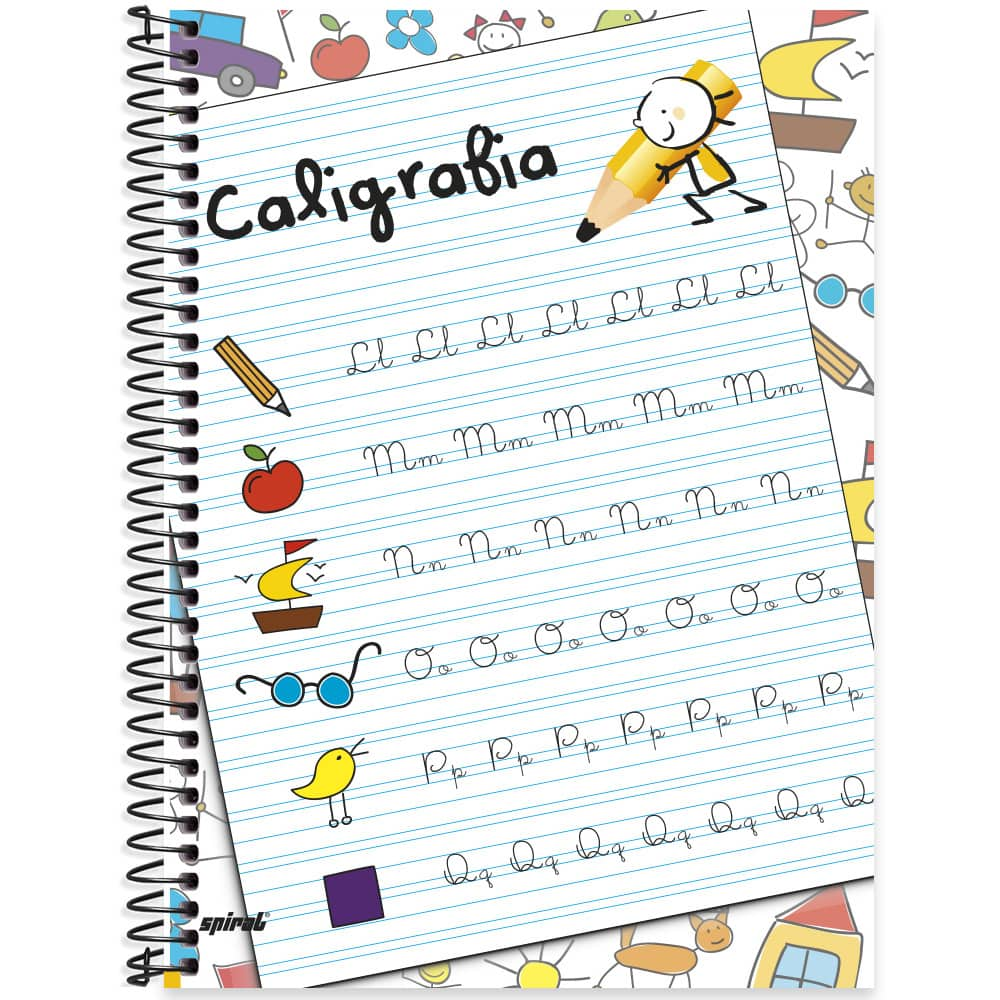 Caligrafia
Ll Ll Ll Ll Ll Ll Ll
Mm Mm Mm Mm Mm
Nn Nn Nn Nn Nn Nn
Oo Oo Oo Oo Oo Oo Oo
Pp Pp Pp Pp Pp Pp Pp
Qq Qq Qq Qq Qq Qq Q
spiral®